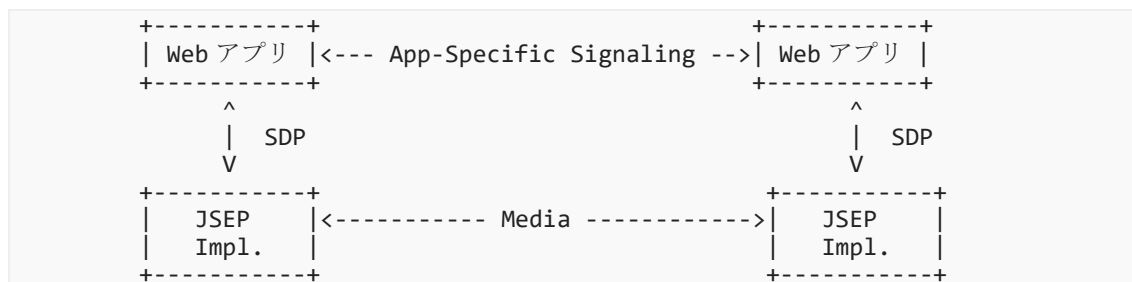 +-----------+                               +-----------+
| Web アプリ |<--- App-Specific Signaling -->| Web アプリ |
+-----------+                               +-----------+
      ^                                            ^
      |  SDP                                       |  SDP
      V                                            V
+-----------+                                +-----------+
|   JSEP    |<----------- Media ------------>|   JSEP    |
|   Impl.   |                                |   Impl.   |
+-----------+                                +-----------+